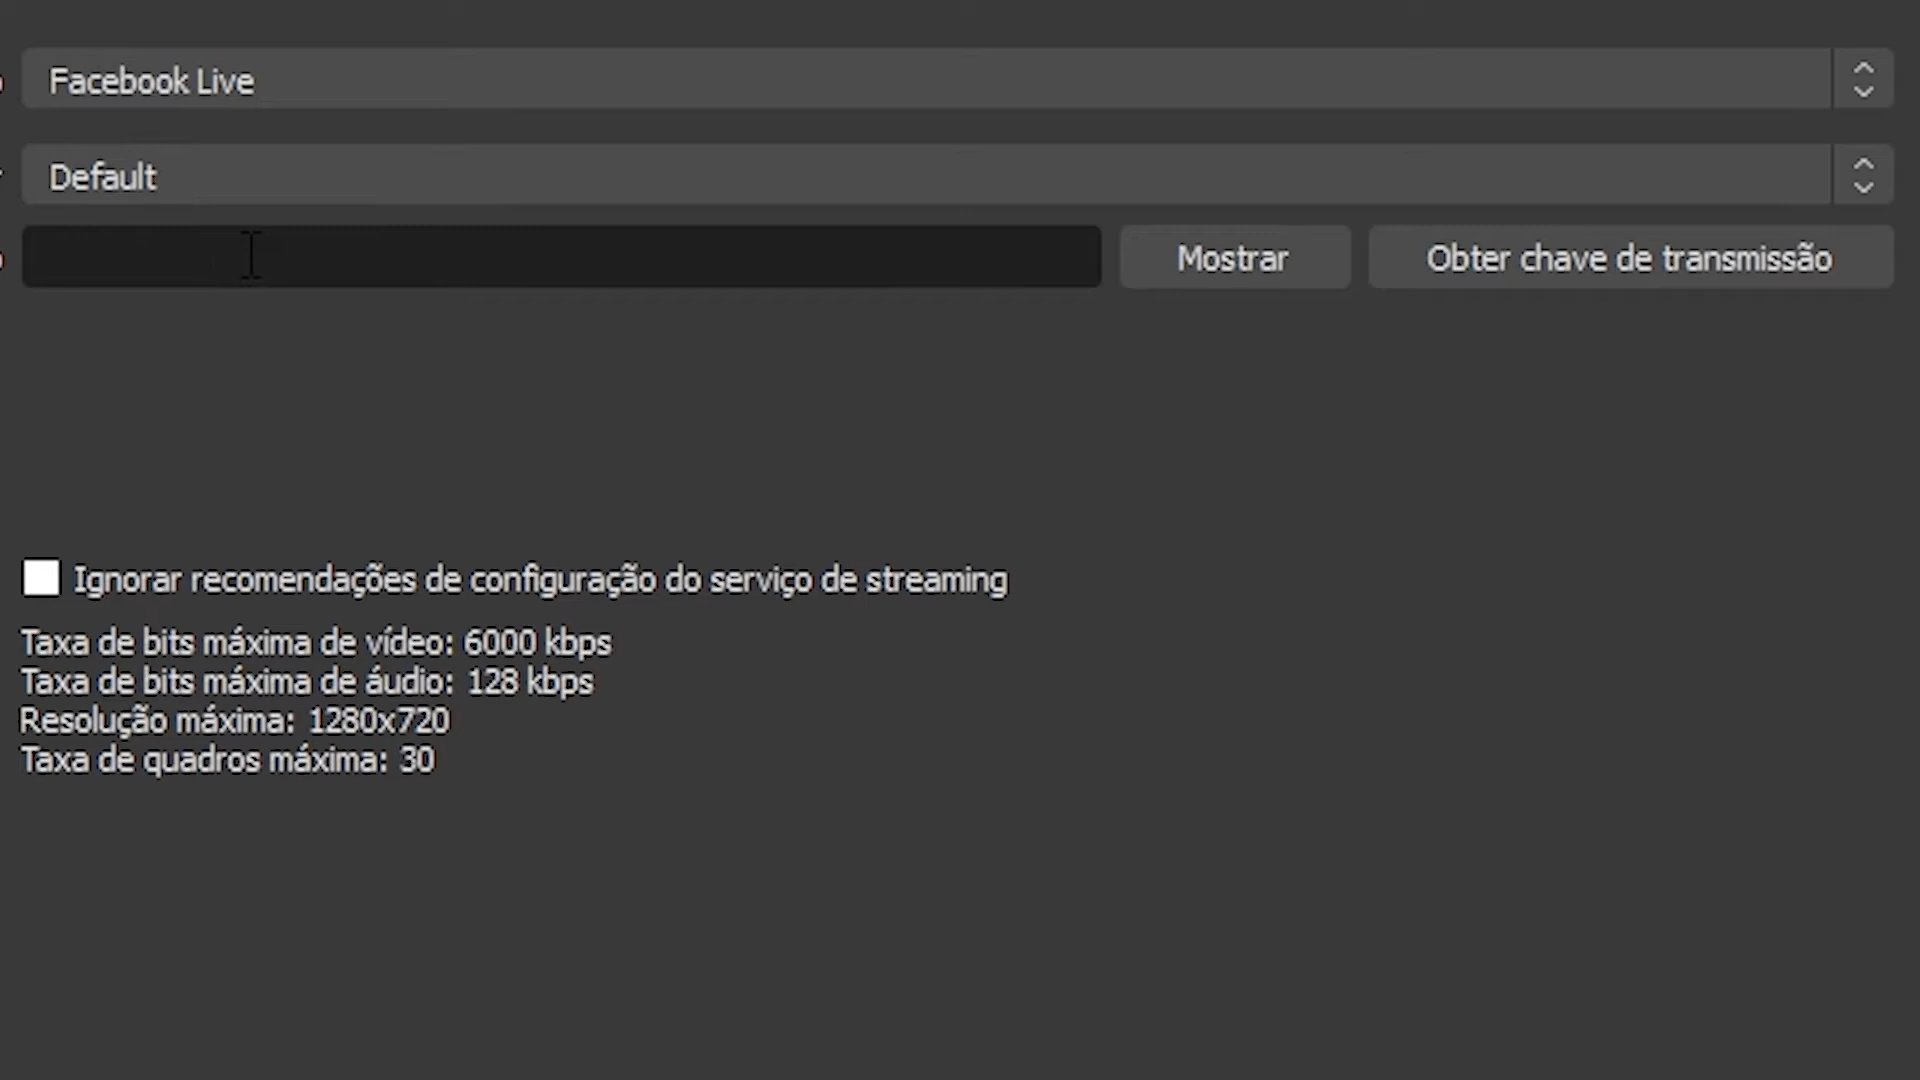 Facebook Live
Default
Mostrar
Obter chave de transmissão
Ignorar recomendações de configuração do serviço de streaming
Taxa de bits máxima de vídeo: 6000 kbps
Taxa de bits máxima de áudio: 128 kbps
Resolução máxima: 1280x720
Taxa de quadros máxima: 30